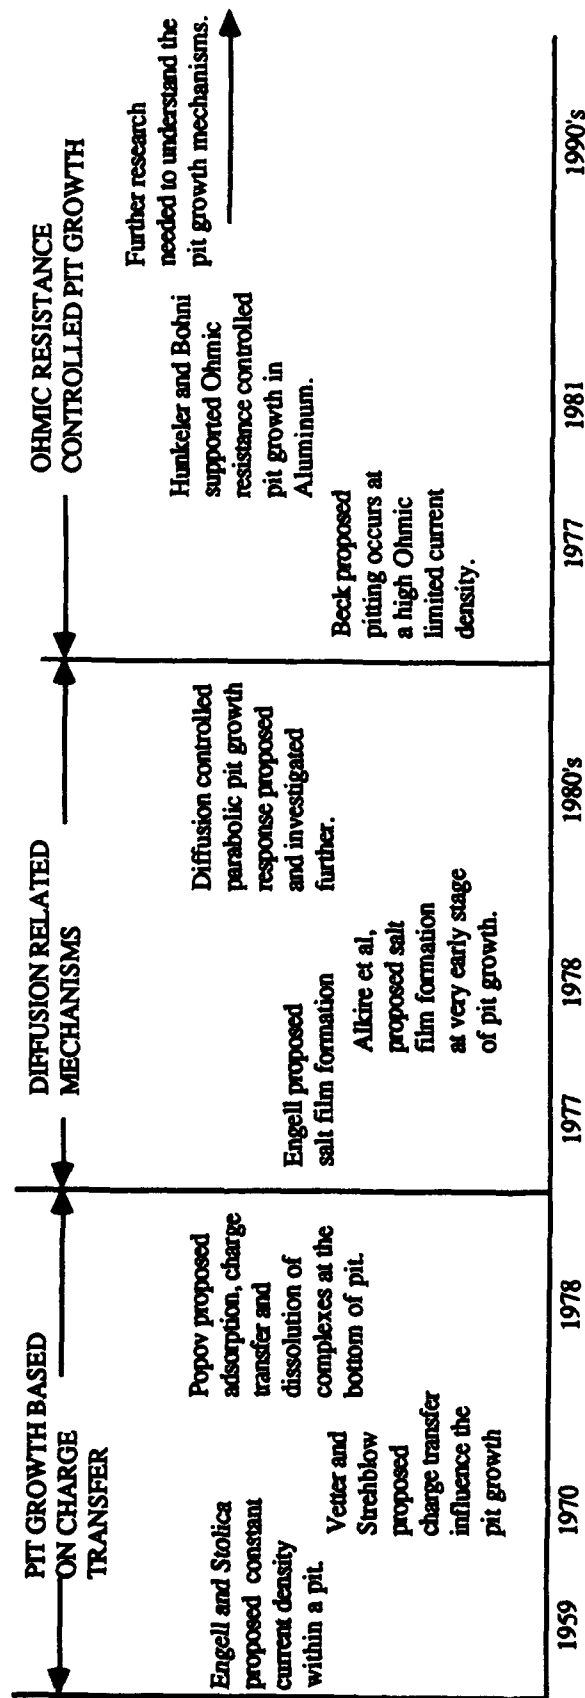 PIT GROWTH BASED
ON CHARGE
TRANSFER
Engell and Stolica
proposed constant
current density
within a pit.
Vetter and
Strehblow
proposed
charge transfer
influence the
pit growth
Popov proposed
adsorption, charge
transfer and
dissolution of
complexes at the
bottom of pit.
1959
1970
1978
DIFFUSION RELATED
MECHANISMS
Engell proposed
salt film formation
Alkire et al,
proposed salt
film formation
at very early stage
of pit growth.
Diffusion controlled
parabolic pit growth
response proposed
and investigated
further.
1977
1978
1980's
OHMIC RESISTANCE
CONTROLLED PIT GROWTH
Beck proposed
pitting occurs at
a high Ohmic
limited current
density.
Hunkeler and Bohni
supported Ohmic
resistance controlled
pit growth in
Aluminum.
Further research
needed to understand the
pit growth mechanisms.
1977
1981
1990's